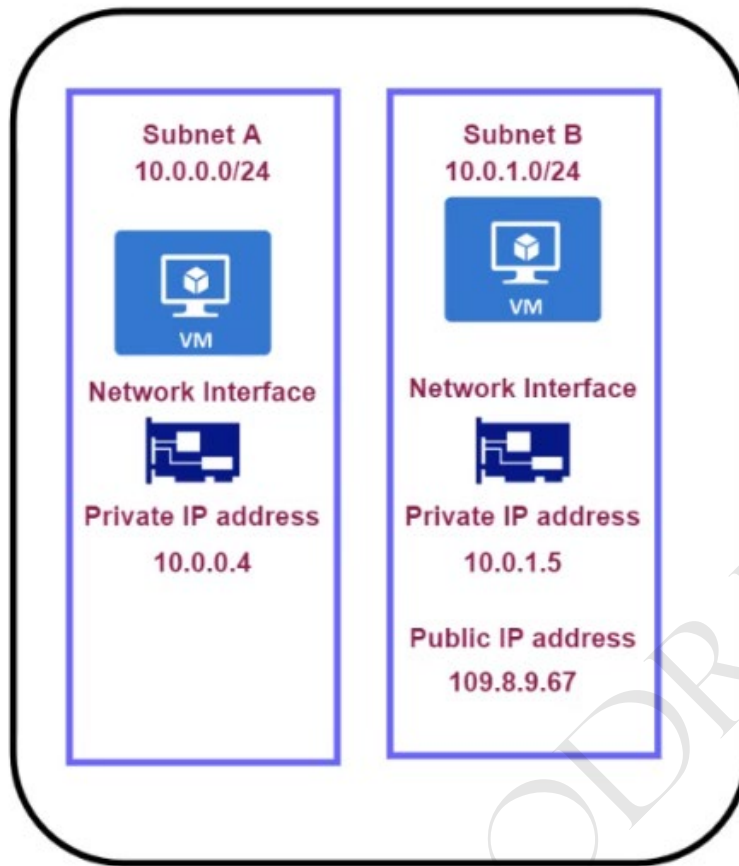 Subnet A
10.0.0.0/24
VM
Network Interface
Private IP address
10.0.0.4
Subnet B
10.0.1.0/24
VM
Network Interface
Private IP address
10.0.1.5
Public IP address
109.8.9.67